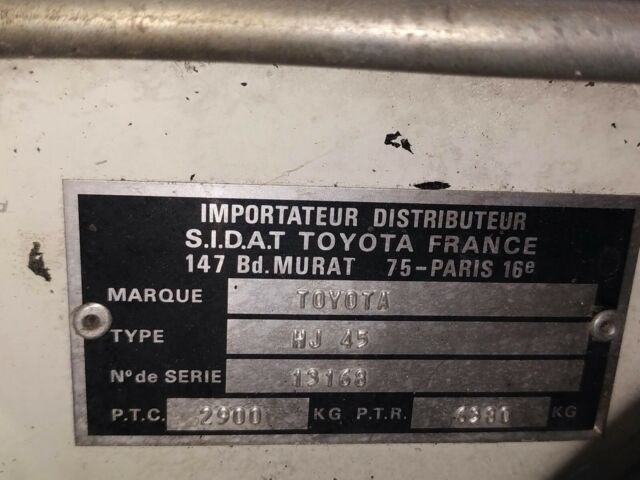 IMPORTATEUR DISTRIBUTEUR
S.I.D.A.T TOYOTA FRANCE
147 Bd.MURAT 75-PARIS 16e
MARQUE TOYOTA
TYPE HJ 45
No de SERIE 13168
P.T.C. 2900 KG P.T.R. KG